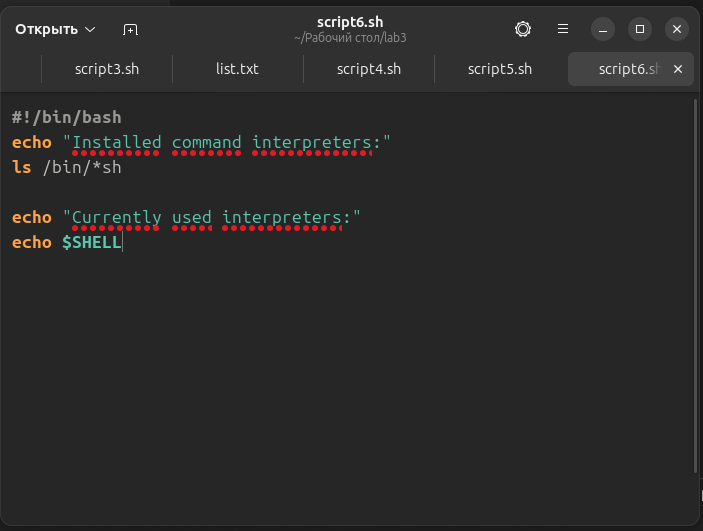 Открыть
script6.sh
~/Рабочий стол/lab3
script3.sh
list.txt
script4.sh
script5.sh
script6.sh
#!/bin/bash
echo "Installed command interpreters:"
ls /bin/*sh
echo "Currently used interpreters:"
echo $SHELL